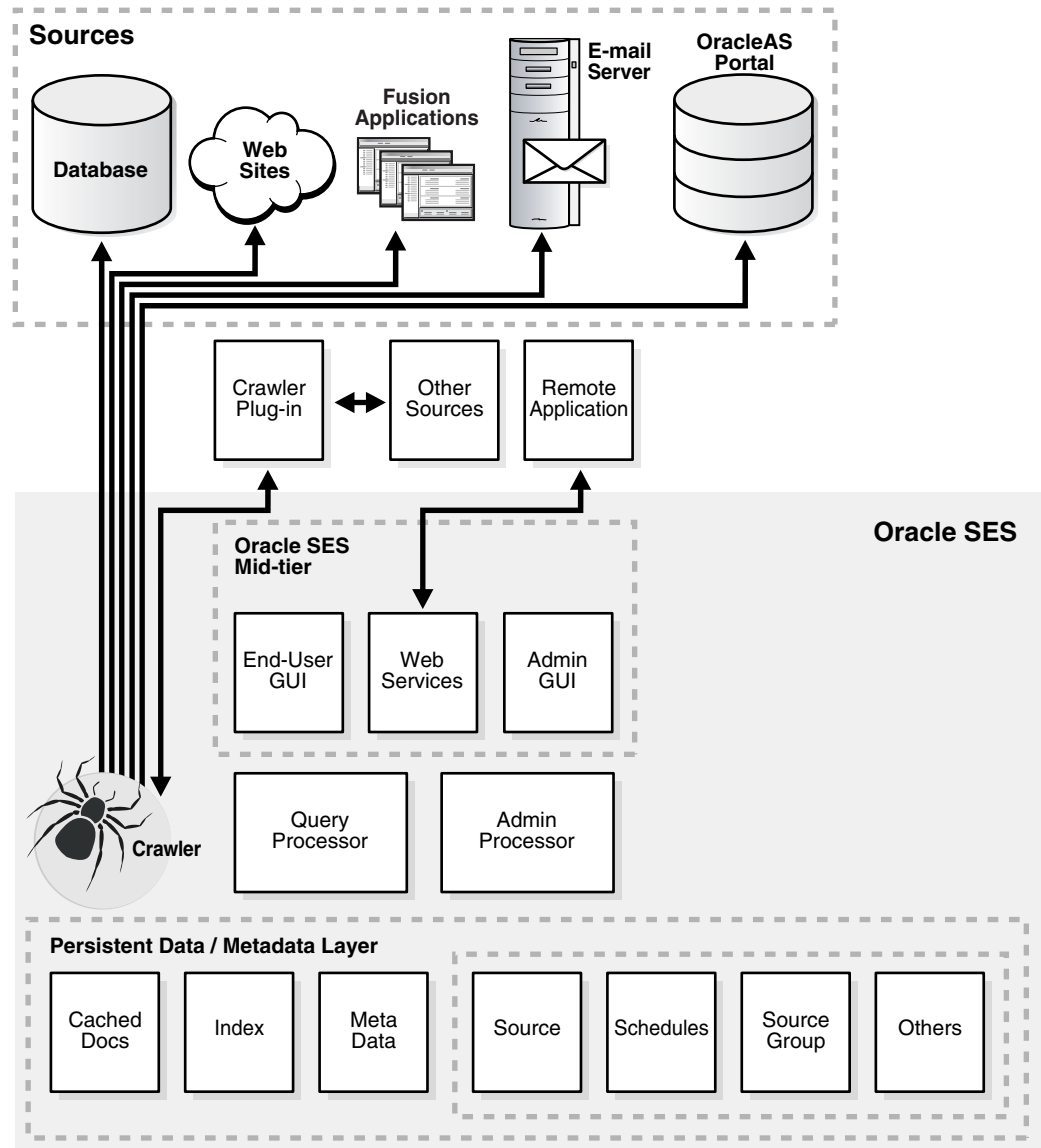 Sources
Database
Web
Sites
Fusion
Applications
E-mail
Server
OracleAS
Portal
Crawler
Plug-in
Other
Sources
Remote
Application
Oracle SES
Oracle SES
Mid-tier
End-User
GUI
Web
Services
Admin
GUI
Crawler
Query
Processor
Admin
Processor
Persistent Data / Metadata Layer
Cached
Docs
Index
Meta
Data
Source
Schedules
Source
Group
Others